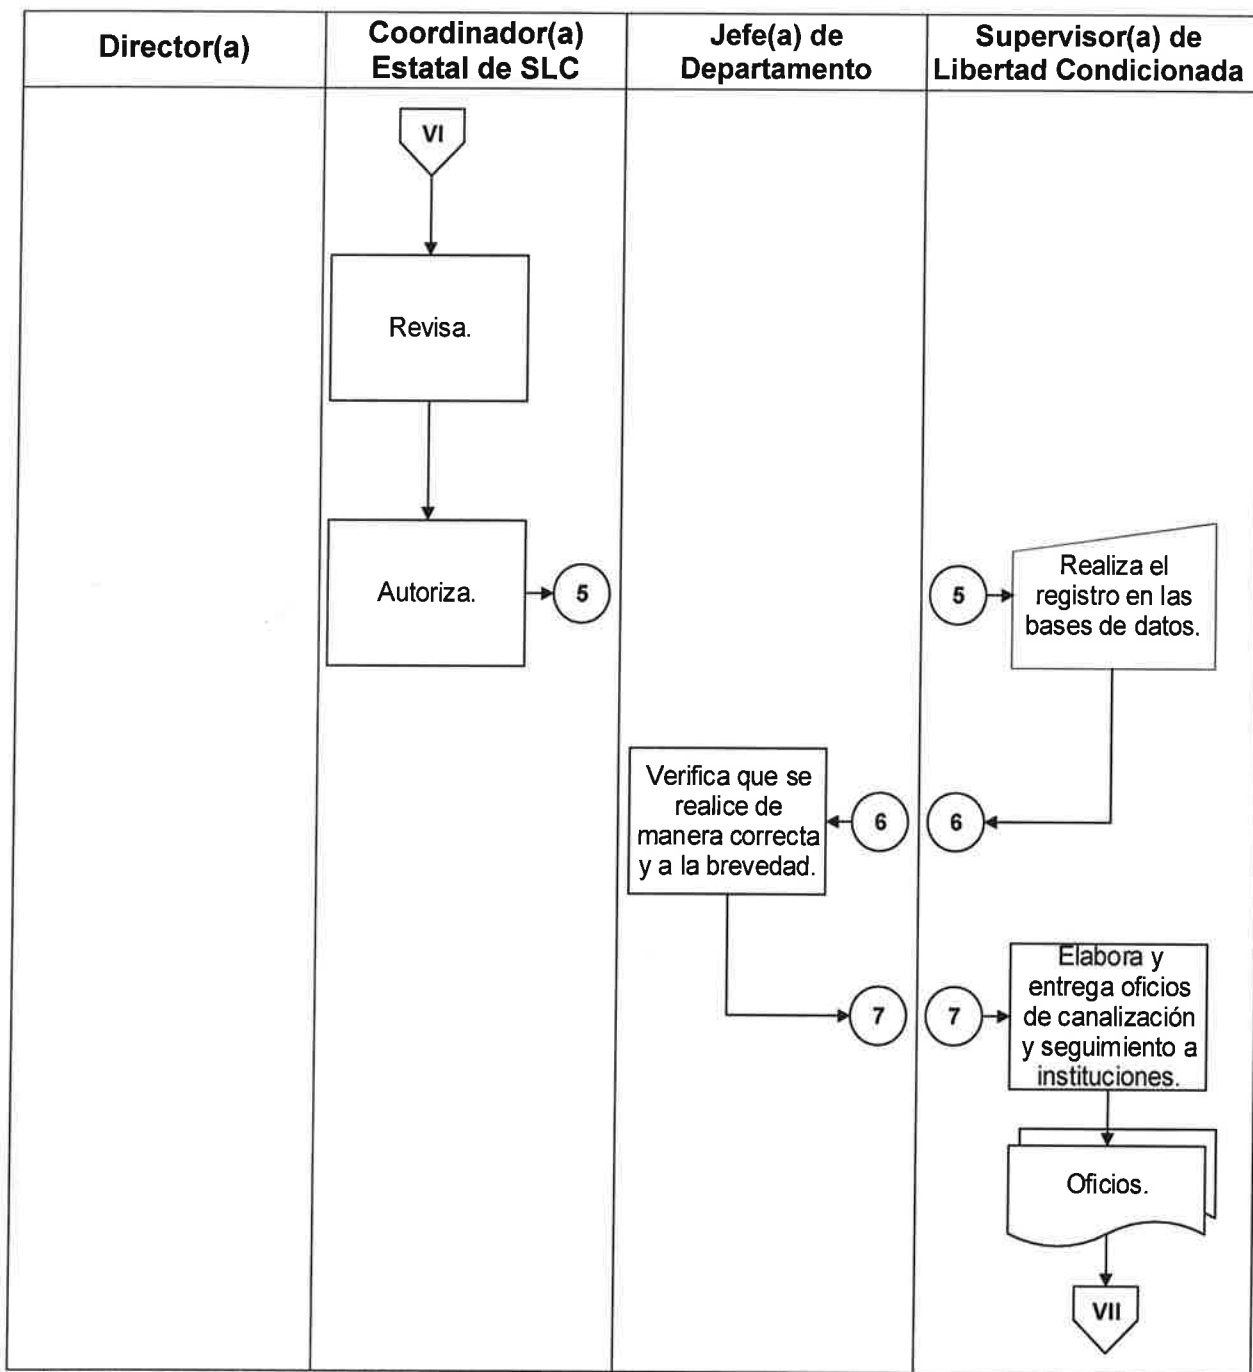 Director(a)
Coordinador(a)
Estatal de SLC
Jefe(a) de
Departamento
Supervisor(a) de
Libertad Condicionada
VI
Revisa.
Autoriza.
5
5
Realiza el
registro en las
bases de datos.
Verifica que se
realice de
manera correcta
y a la brevedad.
6
6
7
7
Elabora y
entrega oficios
de canalización
y seguimiento a
instituciones.
Oficios.
VII